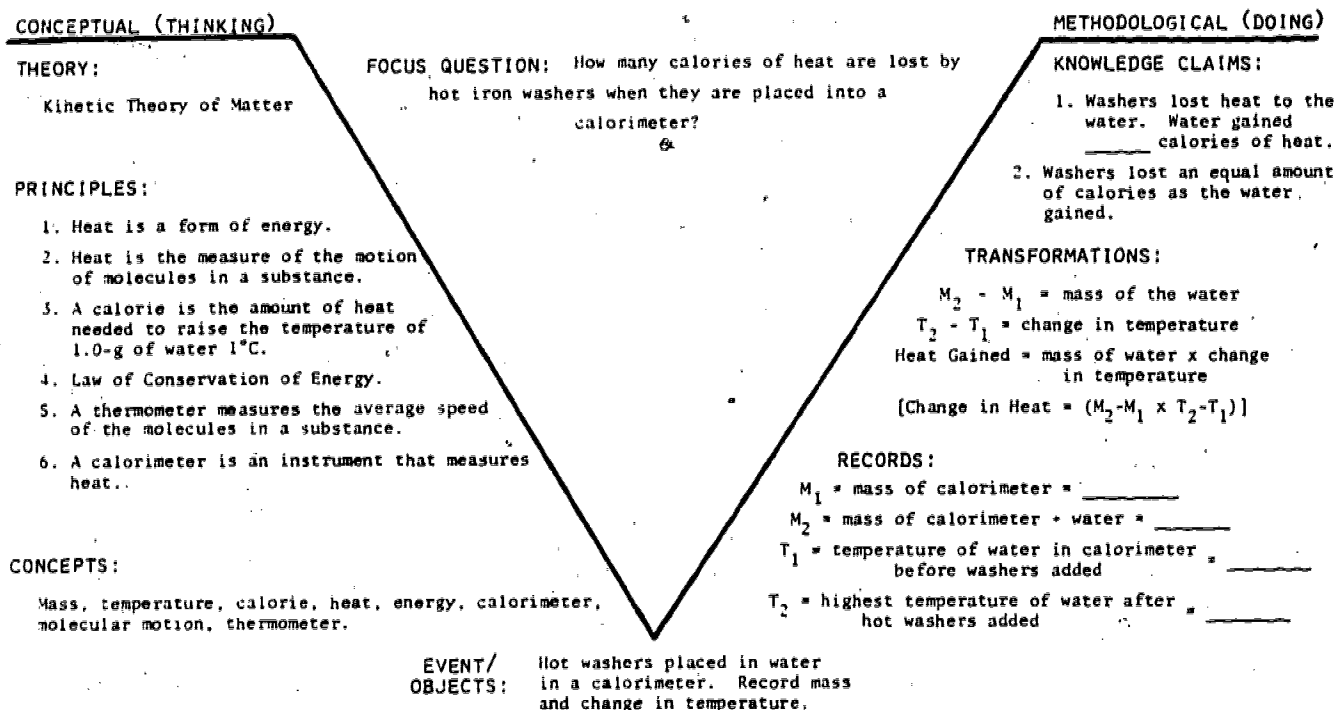 CONCEPTUAL (THINKING)
THEORY:
Kinetic Theory of Matter
PRINCIPLES:
1. Heat is a form of energy.
2. Heat is the measure of the motion
of molecules in a substance.
3. A calorie is the amount of heat
needed to raise the temperature of
1.0-g of water 1°C.
4. Law of Conservation of Energy.
5. A thermometer measures the average speed
of the molecules in a substance.
6. A calorimeter is an instrument that measures
heat.
CONCEPTS:
Mass, temperature, calorie, heat, energy, calorimeter,
molecular motion, thermometer.
FOCUS QUESTION: How many calories of heat are lost by
hot iron washers when they are placed into a
calorimeter?
METHODOLOGICAL (DOING)
KNOWLEDGE CLAIMS:
1. Washers lost heat to the
water. Water gained
______ calories of heat.
2. Washers lost an equal amount
of calories as the water
gained.
TRANSFORMATIONS:
M₂ - M₁ = mass of the water
T₂ - T₁ = change in temperature
Heat Gained = mass of water x change
in temperature
[Change in Heat = (M₂-M₁ x T₂-T₁)]
RECORDS:
M₁ = mass of calorimeter = ______
M₂ = mass of calorimeter + water = ______
T₁ = temperature of water in calorimeter
before washers added = ______
T₂ = highest temperature of water after
hot washers added = ______
EVENT/
OBJECTS:
Hot washers placed in water
in a calorimeter. Record mass
and change in temperature.